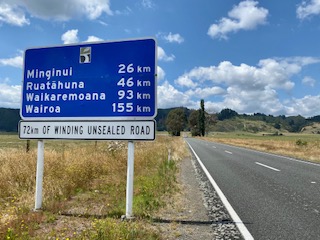 Minginui 26 km
Ruatāhuna 46 km
Waikaremoana 93 km
Wairoa 155 km
72km OF WINDING UNSEALED ROAD